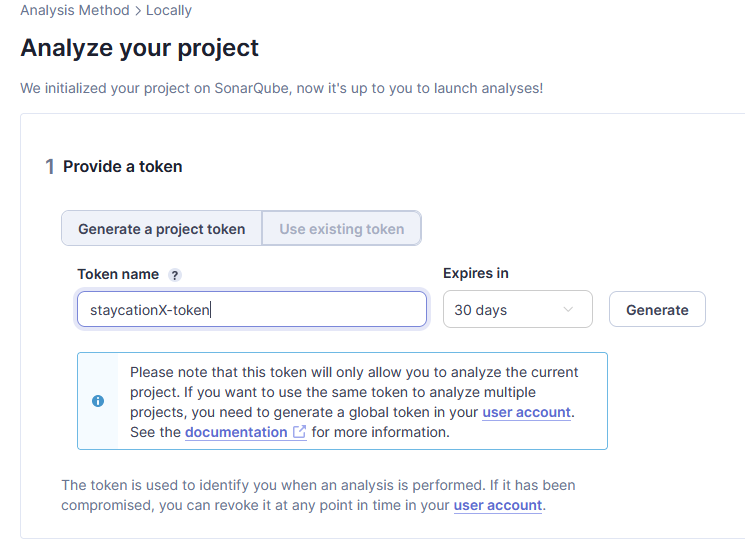 Analysis Method > Locally
Analyze your project
We initialized your project on SonarQube, now it's up to you to launch analyses!
1 Provide a token
Generate a project token Use existing token
Token name ? Expires in
staycationX-token 30 days Generate
Please note that this token will only allow you to analyze the current
project. If you want to use the same token to analyze multiple
projects, you need to generate a global token in your user account.
See the documentation for more information.
The token is used to identify you when an analysis is performed. If it has been
compromised, you can revoke it at any point in time in your user account.